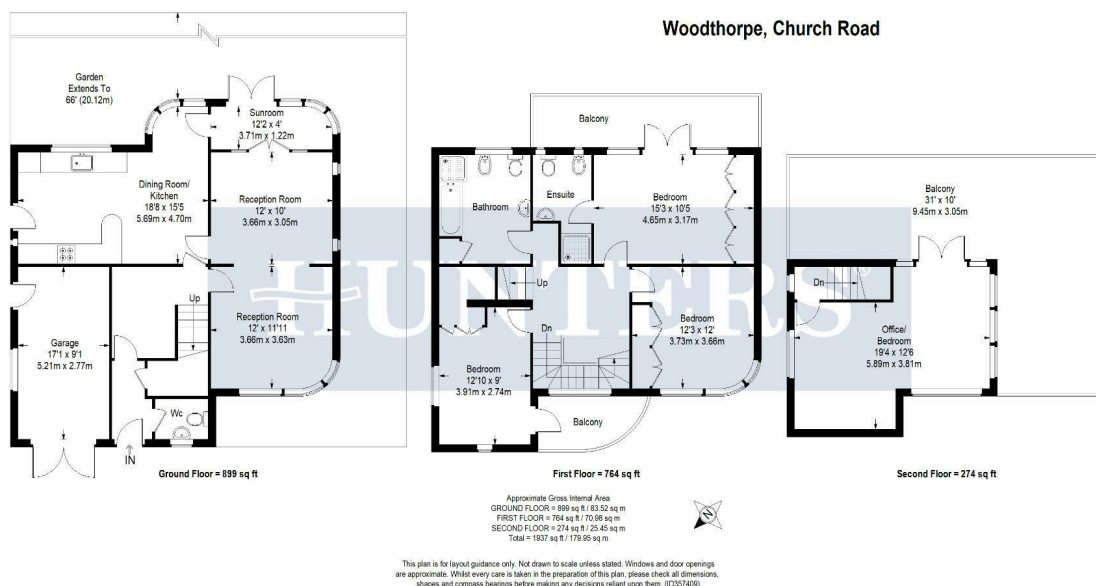 Woodthorpe, Church Road
Garden
Extends To
66' (20.12m)
Sunroom
12'2 x 4'
3.71m x 1.22m
Dining Room/
Kitchen
18'8 x 15'5
5.69m x 4.70m
Reception Room
12' x 10'
3.66m x 3.05m
Up
Reception Room
12' x 11'11
3.66m x 3.63m
Garage
17'1 x 9'1
5.21m x 2.77m
Wc
IN
Ground Floor = 899 sq ft
Balcony
Bathroom
Ensuite
Bedroom
15'3 x 10'5
4.65m x 3.17m
Up
Dn
Bedroom
12'3 x 12'
3.73m x 3.66m
Bedroom
12'10 x 9'
3.91m x 2.74m
Balcony
First Floor = 764 sq ft
Balcony
31' x 10'
9.45m x 3.05m
Dn
Office/
Bedroom
19'4 x 12'6
5.89m x 3.81m
Second Floor = 274 sq ft
HUNTERS®
Approximate Gross Internal Area
GROUND FLOOR = 899 sq ft / 83.52 sq m
FIRST FLOOR = 764 sq ft / 70.98 sq m
SECOND FLOOR = 274 sq ft / 25.45 sq m
Total = 1937 sq ft / 179.95 sq m
N
This plan is for layout guidance only. Not drawn to scale unless stated. Windows and door openings
are approximate. Whilst every care is taken in the preparation of this plan, please check all dimensions,
shapes and compass bearings before making any decisions reliant upon them. (ID357409)